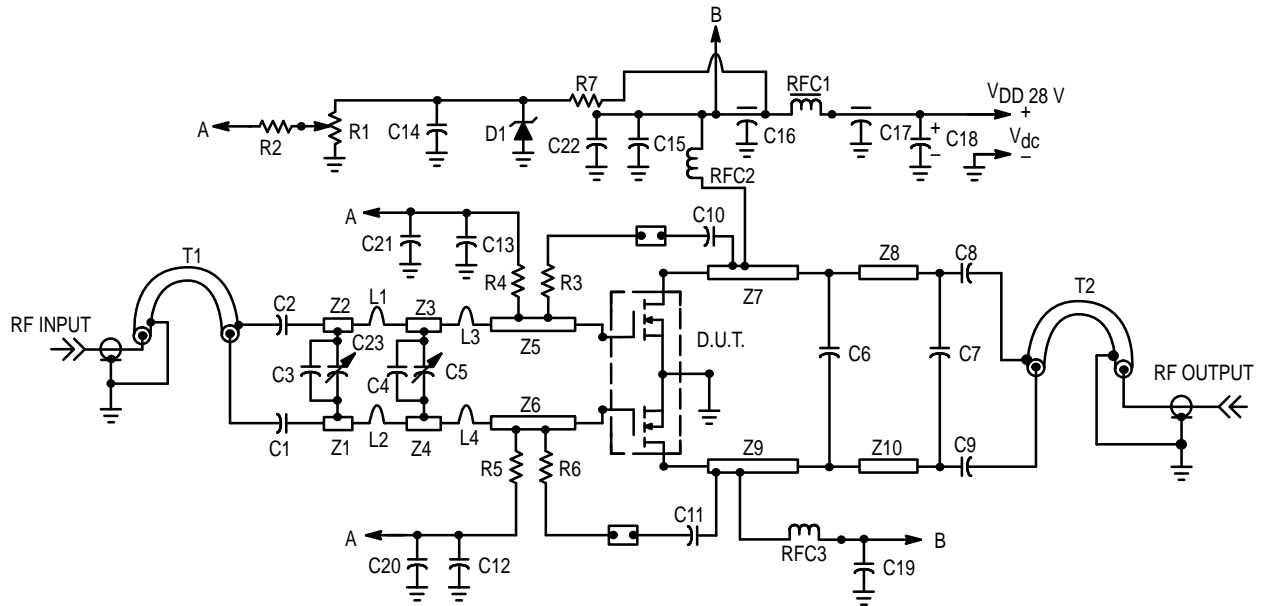 B
R7
RFC1
VDD 28 V
+
A
R2
R1
C14
D1
C22
C15
C16
C17
+
–
C18
Vdc
–
RFC2
A
C21
C13
C10
T1
R4
R3
Z8
C8
T2
RF INPUT
C2
Z2
L1
Z3
L3
Z5
Z7
D.U.T.
C23
C3
C4
C5
C6
C7
RF OUTPUT
Z6
C1
Z1
L2
Z4
L4
Z9
Z10
C9
R5
R6
C11
A
C20
C12
RFC3
C19
B